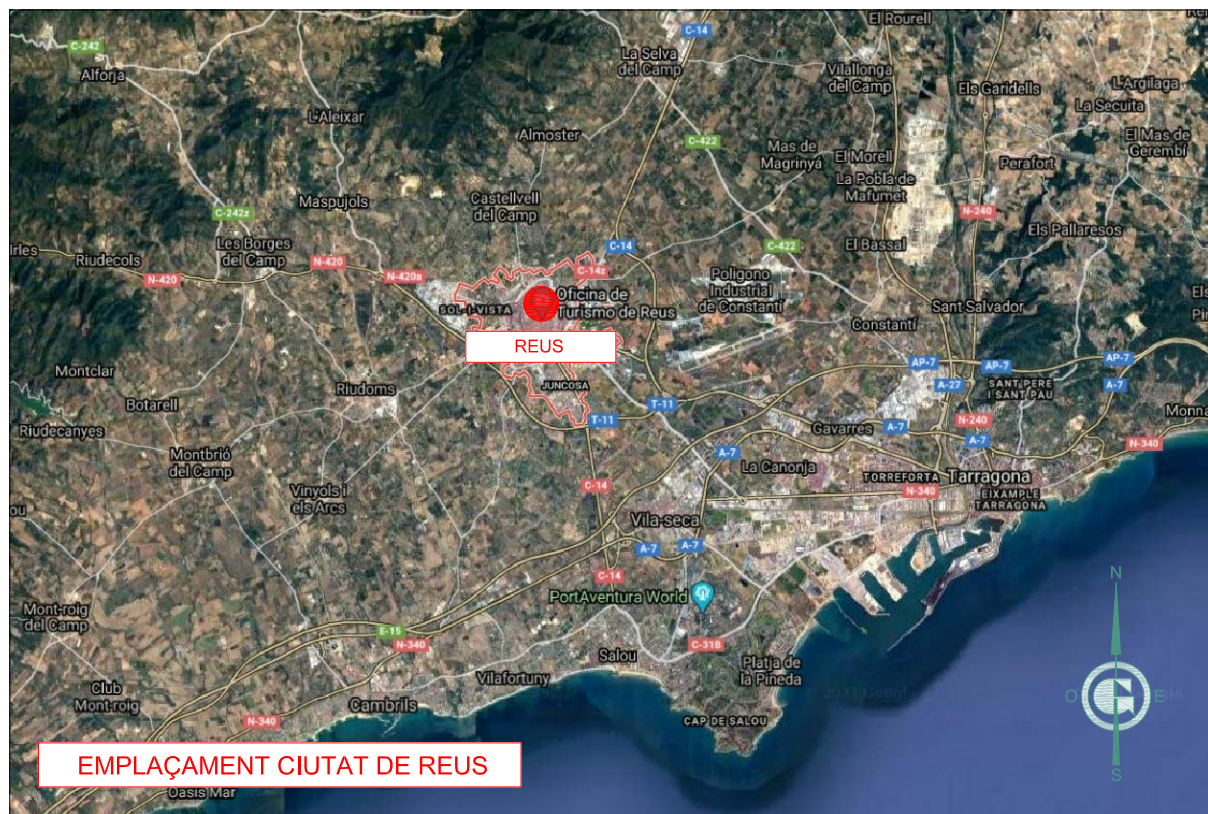 El Rourell
C-14
C-242
La Selva
del Camp
Alforja
Vilallonga
del Camp
Els Garidells
L'Argilaga
La Secuita
L'Aleixar
Almoster
C-422
Mas de
Magrinyà
El Morell
El Mas de
Gerembí
Perafort
La Pobla de
Mafumet
Castellvell
del Camp
Maspujols
C-242z
N-240
Els Pallaresos
Les Borges
del Camp
Irles
Riudecols
N-420
N-420
N-420a
C-14
C-422
El Bassal
C-14z
Poligono
Industrial
de Constantí
Oficina de
Turismo de Reus
SOL-I-VISTA
Sant Salvador
Constantí
REUS
Montclar
Riudoms
JUNCOSA
AP-7
AP-7
AP-7
A-27
A-7
SANT PERE
I SANT PAU
Botarell
T-11
T-11
N-240
Riudecanyes
Gavarres
A-7
A-7
N-340
Montbrió
del Camp
A-7
La Canonja
TORREFORTA
Tarragona
N-340
EIXAMPLE
TARRAGONA
C-14
Vinyols i
els Arcs
Vila-seca
A-7
A-7
C-14
PortAventura World
Mont-roig
del Camp
E-15
N-340
C-31B
Salou
Platja de
la Pineda
Vilafortuny
Club
Mont-roig
Cambrils
N-340
CAP DE SALOU
N
O
E
S
EMPLAÇAMENT CIUTAT DE REUS
Oasis Mar